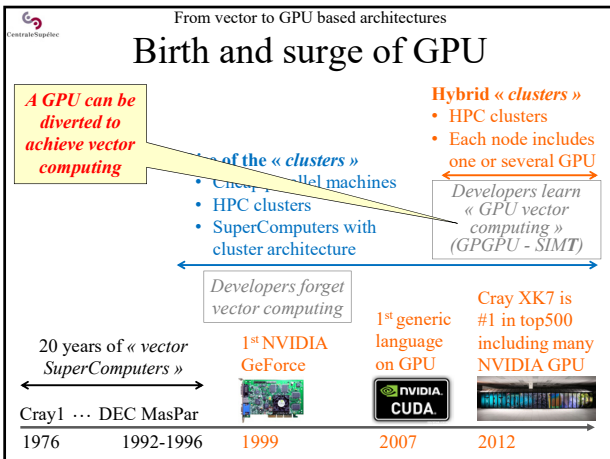 CentraleSupélec
From vector to GPU based architectures
Birth and surge of GPU
A GPU can be
diverted to
achieve vector
computing
Hybrid « clusters »
• HPC clusters
• Each node includes
one or several GPU
of the « clusters »
• parallel machines
• HPC clusters
• SuperComputers with
cluster architecture
Developers learn
« GPU vector
computing »
(GPGPU - SIMT)
Developers forget
vector computing
20 years of « vector
SuperComputers »
1st NVIDIA
GeForce
1st generic
language
on GPU
Cray XK7 is
#1 in top500
including many
NVIDIA GPU
NVIDIA.
CUDA.
Cray1 ··· DEC MasPar
1976 1992-1996 1999 2007 2012